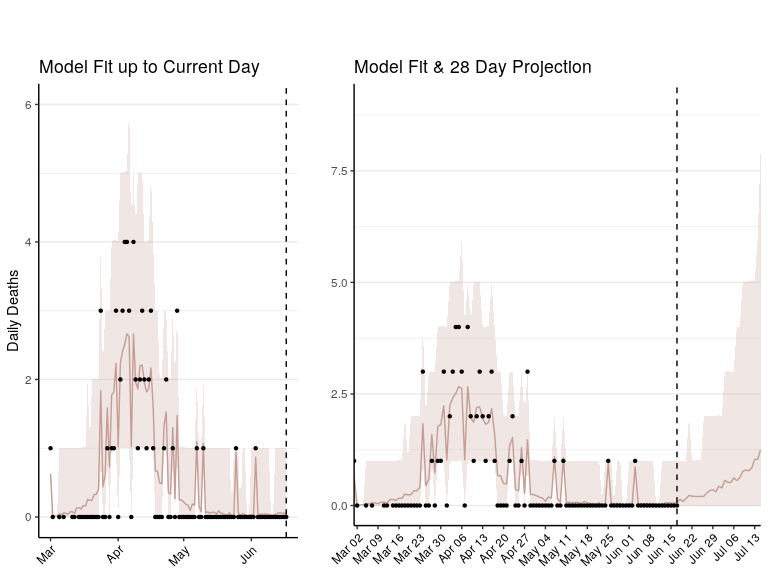 Model Fit up to Current Day
Daily Deaths
6
4
2
0
Mar
Apr
May
Jun
Model Fit & 28 Day Projection
7.5
5.0
2.5
0.0
Mar 02
Mar 09
Mar 16
Mar 23
Mar 30
Apr 06
Apr 13
Apr 20
Apr 27
May 04
May 11
May 18
May 25
Jun 01
Jun 08
Jun 15
Jun 22
Jun 29
Jul 06
Jul 13